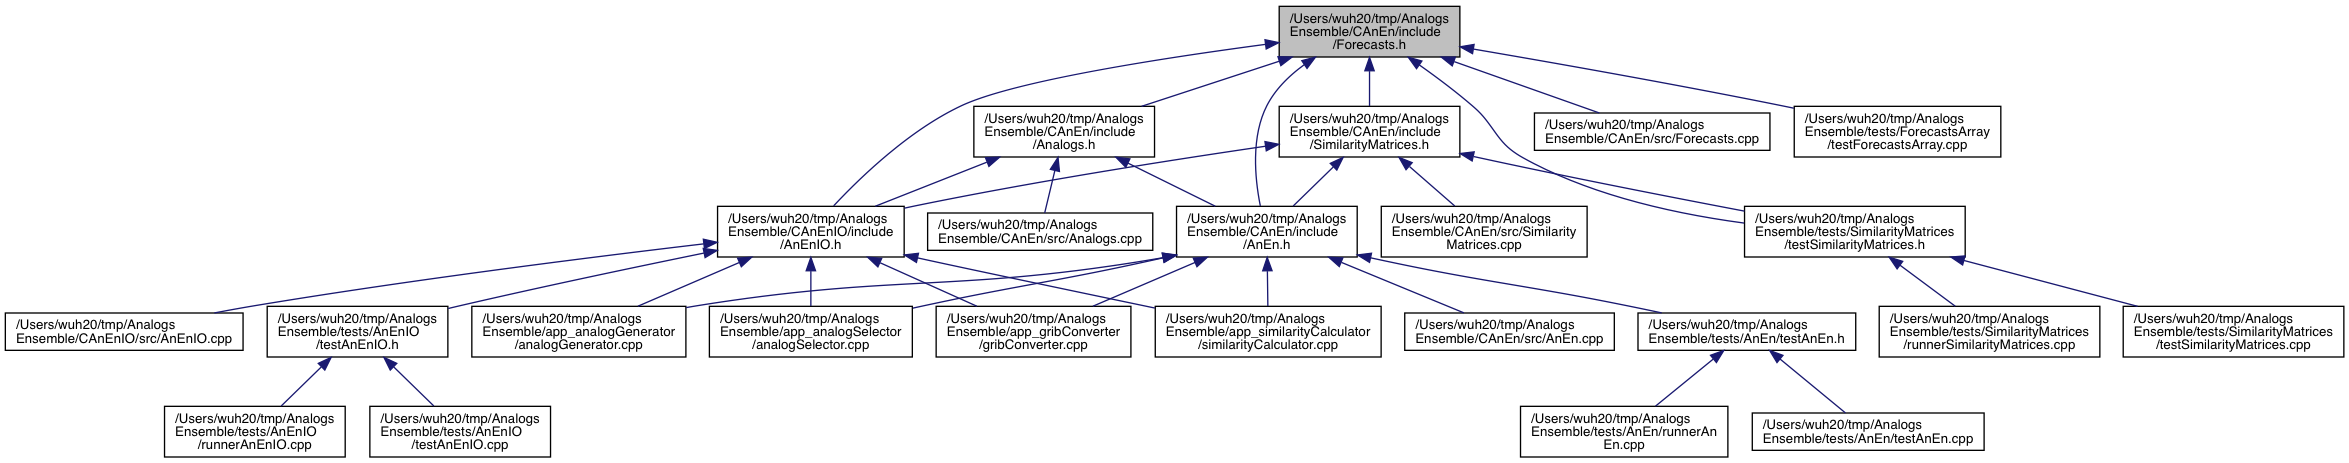 /Users/wuh20/tmp/Analogs
Ensemble/CAnEn/include
/Forecasts.h
/Users/wuh20/tmp/Analogs
Ensemble/CAnEn/include
/Analogs.h
/Users/wuh20/tmp/Analogs
Ensemble/CAnEn/include
/SimilarityMatrices.h
/Users/wuh20/tmp/Analogs
Ensemble/CAnEn/src/Forecasts.cpp
/Users/wuh20/tmp/Analogs
Ensemble/tests/ForecastsArray
/testForecastsArray.cpp
/Users/wuh20/tmp/Analogs
Ensemble/CAnEnIO/include
/AnEnIO.h
/Users/wuh20/tmp/Analogs
Ensemble/CAnEn/src/Analogs.cpp
/Users/wuh20/tmp/Analogs
Ensemble/CAnEn/include
/AnEn.h
/Users/wuh20/tmp/Analogs
Ensemble/CAnEn/src/Similarity
Matrices.cpp
/Users/wuh20/tmp/Analogs
Ensemble/tests/SimilarityMatrices
/testSimilarityMatrices.h
/Users/wuh20/tmp/Analogs
Ensemble/CAnEnIO/src/AnEnIO.cpp
/Users/wuh20/tmp/Analogs
Ensemble/tests/AnEnIO
/testAnEnIO.h
/Users/wuh20/tmp/Analogs
Ensemble/app_analogGenerator
/analogGenerator.cpp
/Users/wuh20/tmp/Analogs
Ensemble/app_analogSelector
/analogSelector.cpp
/Users/wuh20/tmp/Analogs
Ensemble/app_gribConverter
/gribConverter.cpp
/Users/wuh20/tmp/Analogs
Ensemble/app_similarityCalculator
/similarityCalculator.cpp
/Users/wuh20/tmp/Analogs
Ensemble/CAnEn/src/AnEn.cpp
/Users/wuh20/tmp/Analogs
Ensemble/tests/AnEn/testAnEn.h
/Users/wuh20/tmp/Analogs
Ensemble/tests/SimilarityMatrices
/runnerSimilarityMatrices.cpp
/Users/wuh20/tmp/Analogs
Ensemble/tests/SimilarityMatrices
/testSimilarityMatrices.cpp
/Users/wuh20/tmp/Analogs
Ensemble/tests/AnEnIO
/runnerAnEnIO.cpp
/Users/wuh20/tmp/Analogs
Ensemble/tests/AnEnIO
/testAnEnIO.cpp
/Users/wuh20/tmp/Analogs
Ensemble/tests/AnEn/runnerAn
En.cpp
/Users/wuh20/tmp/Analogs
Ensemble/tests/AnEn/testAnEn.cpp